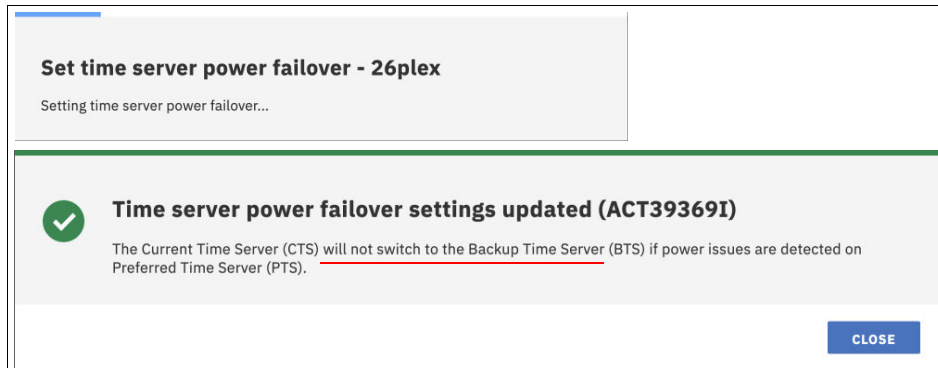 Set time server power failover - 26plex
Setting time server power failover...
Time server power failover settings updated (ACT39369I)
The Current Time Server (CTS) will not switch to the Backup Time Server (BTS) if power issues are detected on
Preferred Time Server (PTS).
CLOSE